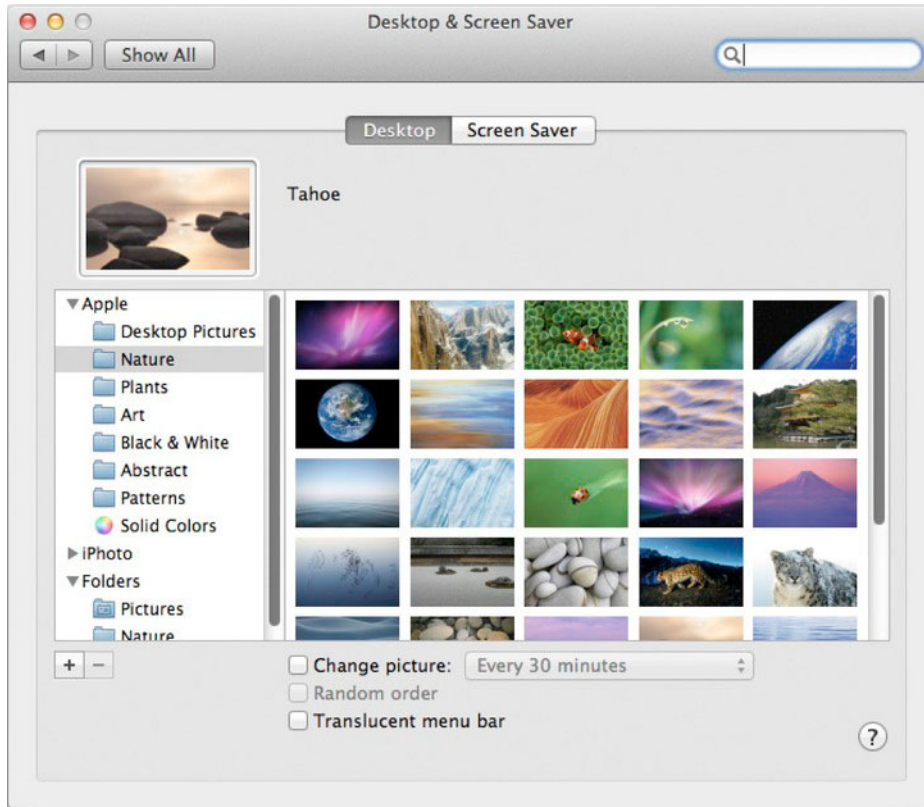 Desktop & Screen Saver
Show All
Desktop Screen Saver
Tahoe
Apple
Desktop Pictures
Nature
Plants
Art
Black & White
Abstract
Patterns
Solid Colors
iPhoto
Folders
Pictures
Nature
+ −
Change picture: Every 30 minutes
Random order
Translucent menu bar
?